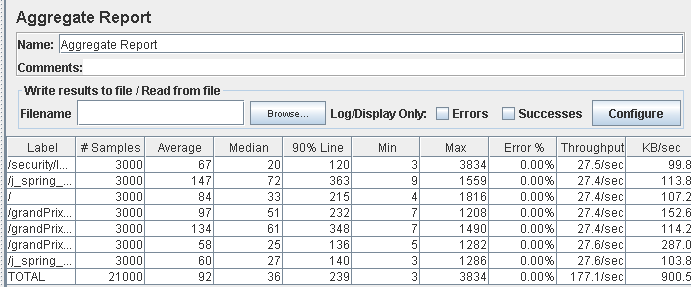 Aggregate Report
Name: Aggregate Report
Comments:
Write results to file / Read from file
Filename Browse... Log/Display Only: Errors Successes Configure
Label # Samples Average Median 90% Line Min Max Error % Throughput KB/sec
/security/l... 3000 67 20 120 3 3834 0.00% 27.5/sec 99.8
/j_spring_... 3000 147 72 363 9 1559 0.00% 27.4/sec 113.8
/ 3000 84 33 215 4 1816 0.00% 27.4/sec 107.2
/grandPrix... 3000 97 51 232 7 1208 0.00% 27.4/sec 152.6
/grandPrix... 3000 134 61 348 7 1490 0.00% 27.4/sec 114.2
/grandPrix... 3000 58 25 136 5 1282 0.00% 27.6/sec 287.0
/j_spring_... 3000 60 27 140 3 1286 0.00% 27.6/sec 103.8
TOTAL 21000 92 36 239 3 3834 0.00% 177.1/sec 900.5